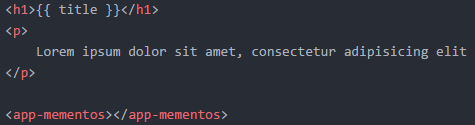 <h1>{{ title }}</h1>
<p>
    Lorem ipsum dolor sit amet, consectetur adipisicing elit
</p>
<app-mementos></app-mementos>